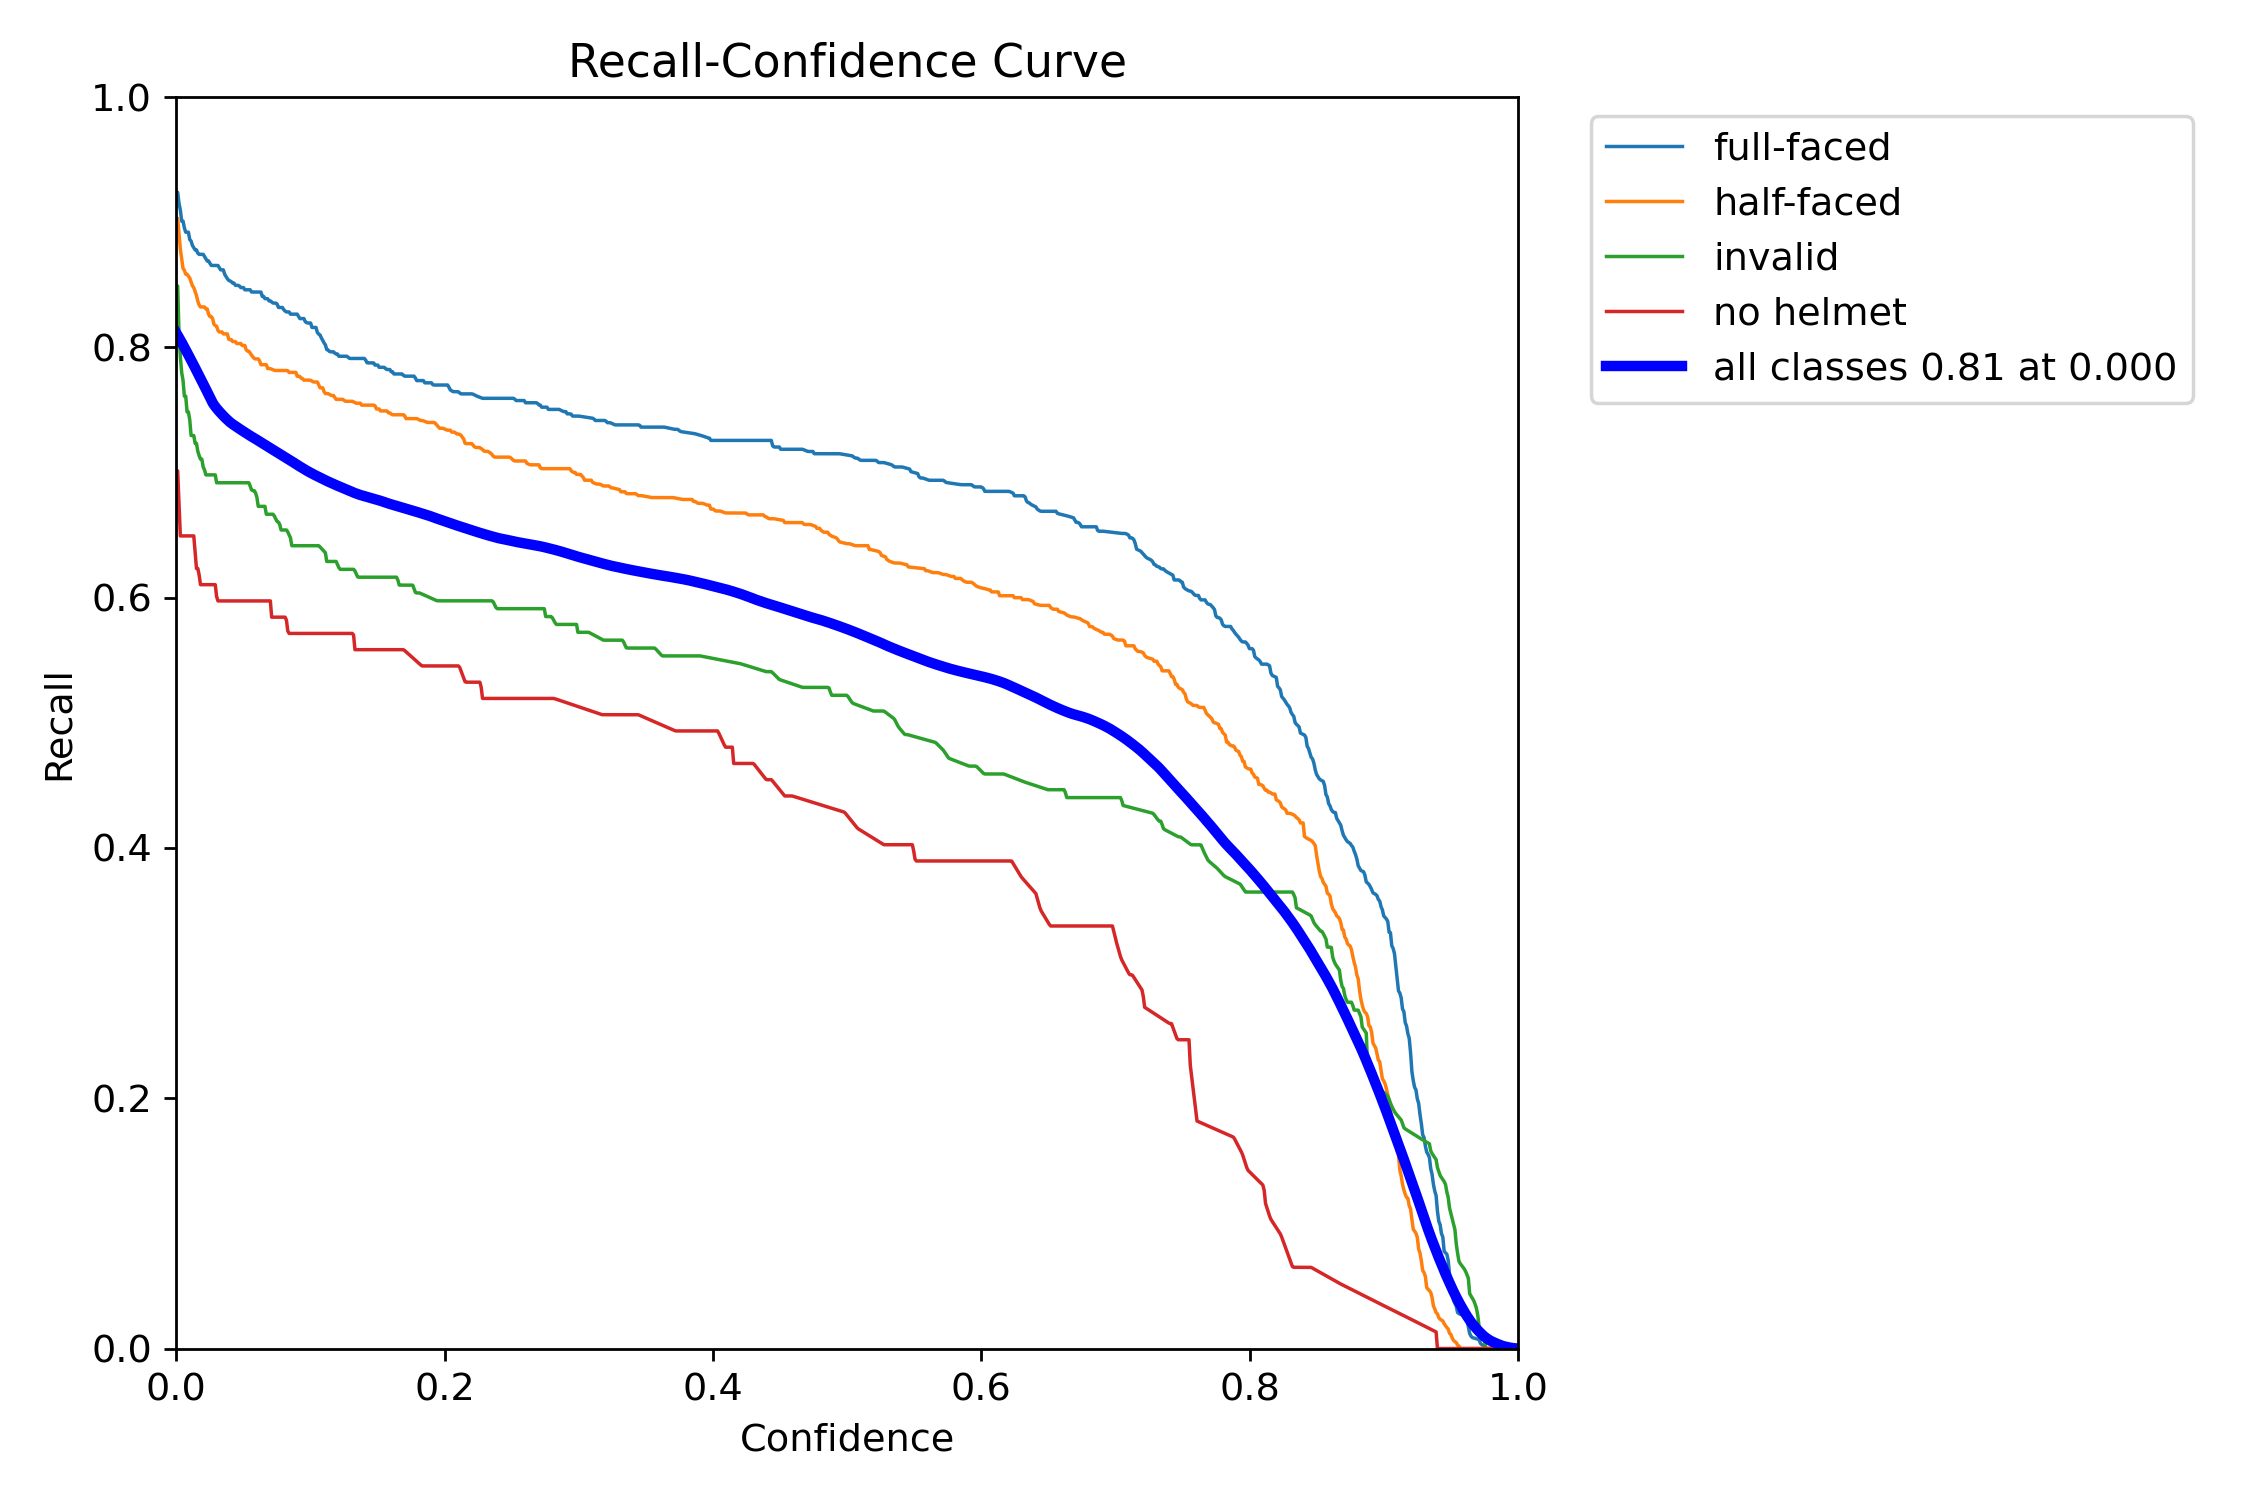 Recall-Confidence Curve
1.0
0.8
0.6
0.4
0.2
0.0
Recall
0.0 0.2 0.4 0.6 0.8 1.0
Confidence
full-faced
half-faced
invalid
no helmet
all classes 0.81 at 0.000